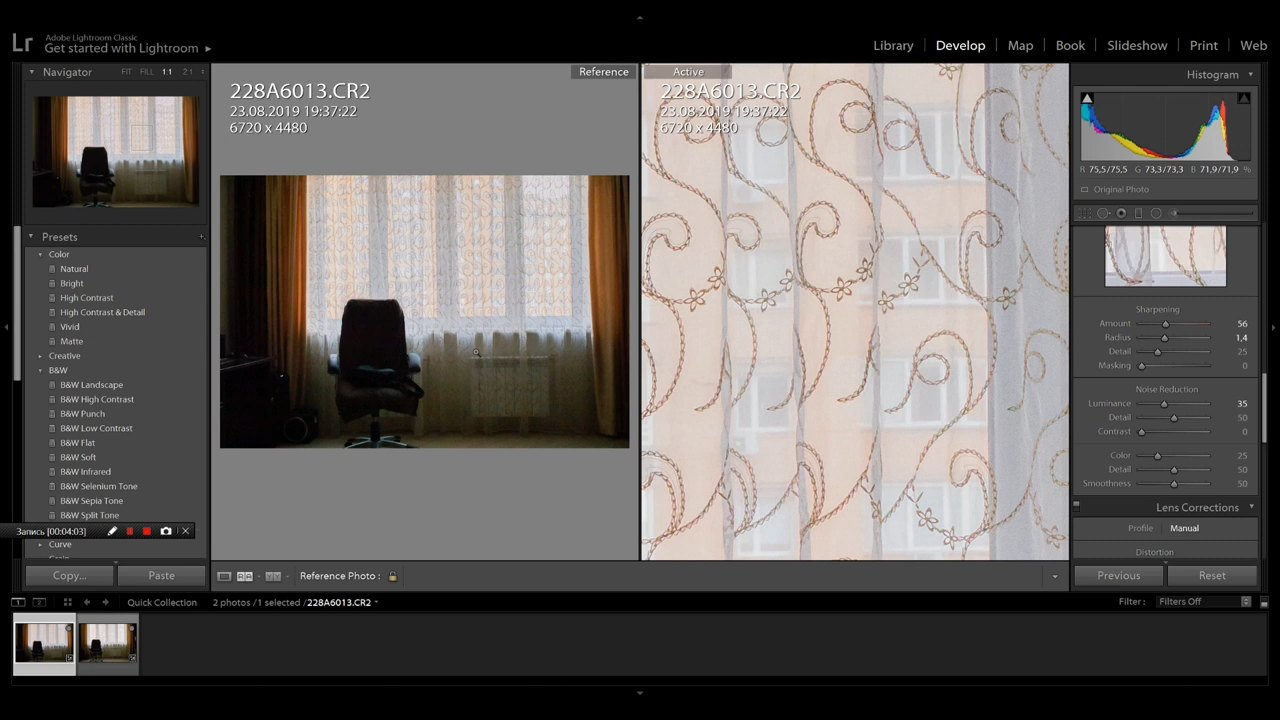 Lr
Adobe Lightroom Classic
Get started with Lightroom
Library Develop Map Book Slideshow Print Web
Navigator FIT FILL 1:1 2:1
Presets
Color
Natural
Bright
High Contrast
High Contrast & Detail
Vivid
Matte
Creative
B&W
B&W Landscape
B&W High Contrast
B&W Punch
B&W Low Contrast
B&W Flat
B&W Soft
B&W Infrared
B&W Selenium Tone
B&W Sepia Tone
B&W Split Tone
Запись [00:04:03]
Curve
Grain
Copy... Paste
Reference
228A6013.CR2
23.08.2019 19:37:22
6720 x 4480
Active
228A6013.CR2
23.08.2019 19:37:22
6720 x 4480
Reference Photo :
Histogram
R 75,5/75,5 G 73,3/73,3 B 71,9/71,9 %
Original Photo
Sharpening
Amount 56
Radius 1,4
Detail 25
Masking 0
Noise Reduction
Luminance 35
Detail 50
Contrast 0
Color 25
Detail 50
Smoothness 50
Lens Corrections
Profile Manual
Distortion
Previous Reset
1 2 Quick Collection 2 photos /1 selected /228A6013.CR2
Filter : Filters Off